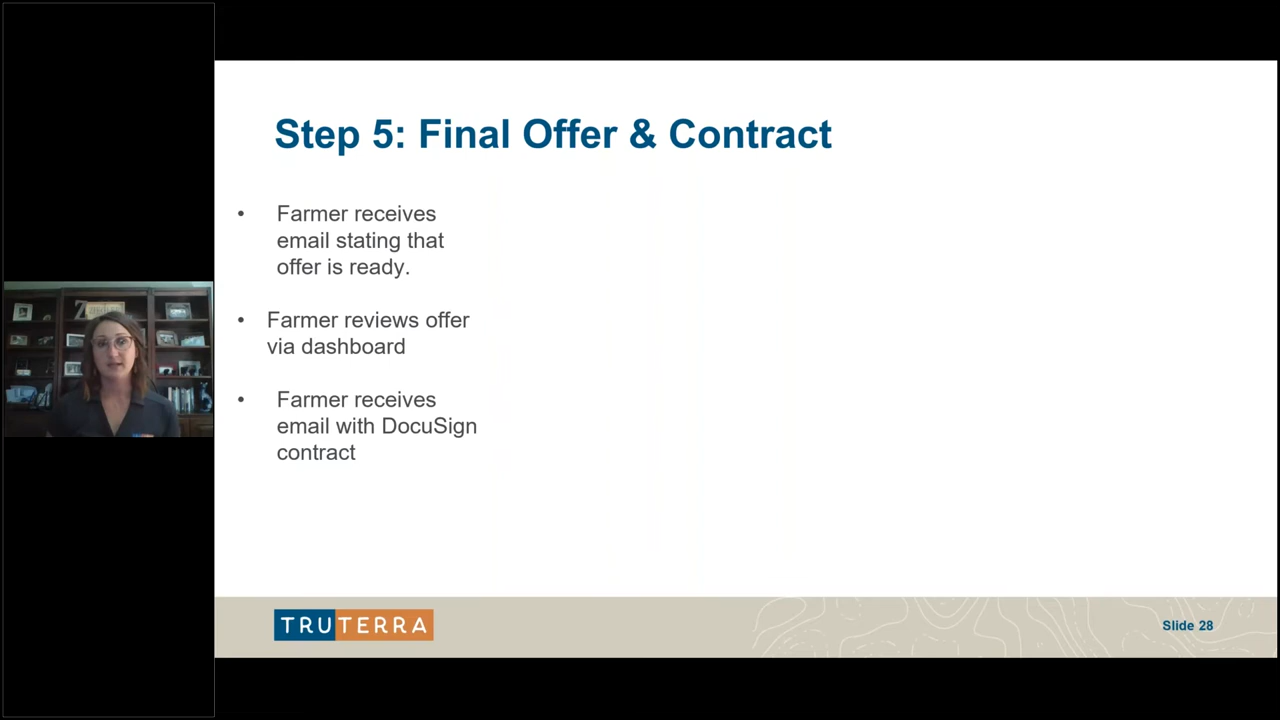 Step 5: Final Offer & Contract
• Farmer receives
email stating that
offer is ready.
• Farmer reviews offer
via dashboard
• Farmer receives
email with DocuSign
contract
TRUTERRA
Slide 28